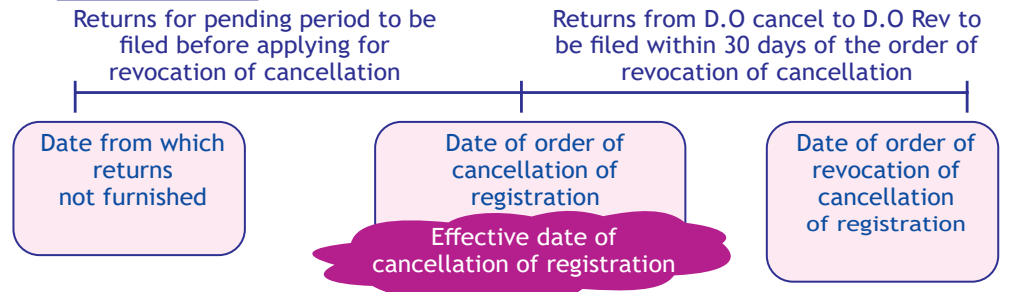 Returns for pending period to be
filed before applying for
revocation of cancellation
Returns from D.O cancel to D.O Rev to
be filed within 30 days of the order of
revocation of cancellation
Date from which
returns
not furnished
Date of order of
cancellation of
registration
Effective date of
cancellation of registration
Date of order of
revocation of
cancellation
of registration